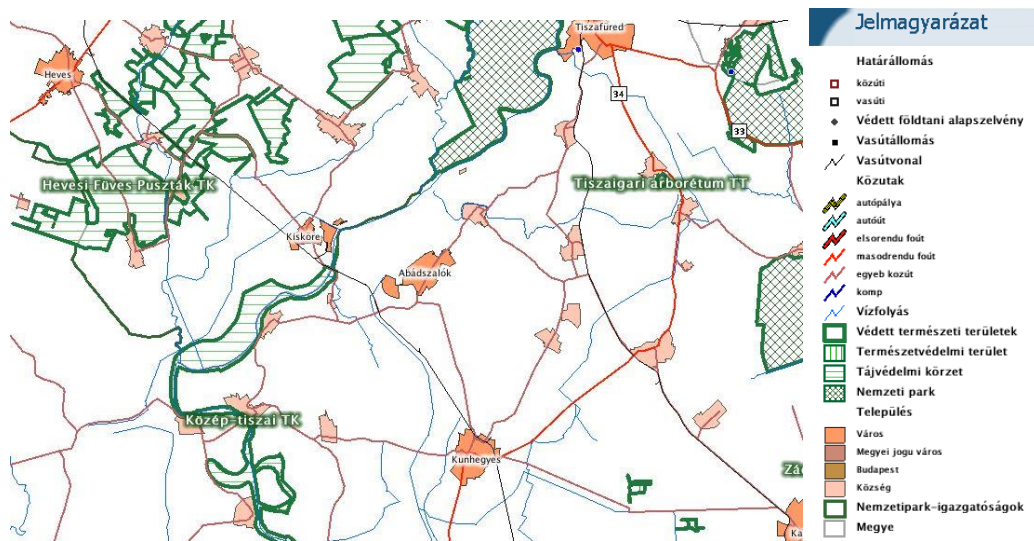 Tiszafüred
Heves
34
33
Hevesi Füves Puszták TK
Tiszaigari arborétum TT
Kisköre
Abádszalók
Közép-tiszai TK
Kunhegyes
Jelmagyarázat
Határállomás
közúti
vasúti
Védett földtani alapszelvény
Vasútállomás
Vasútvonal
Közutak
autópálya
autóút
elsorendu foút
masodrendu foút
egyeb kozút
komp
Vízfolyás
Védett természeti területek
Természetvédelmi terület
Tájvédelmi körzet
Nemzeti park
Település
Város
Megyei jogu város
Budapest
Község
Nemzetipark-igazgatóságok
Megye